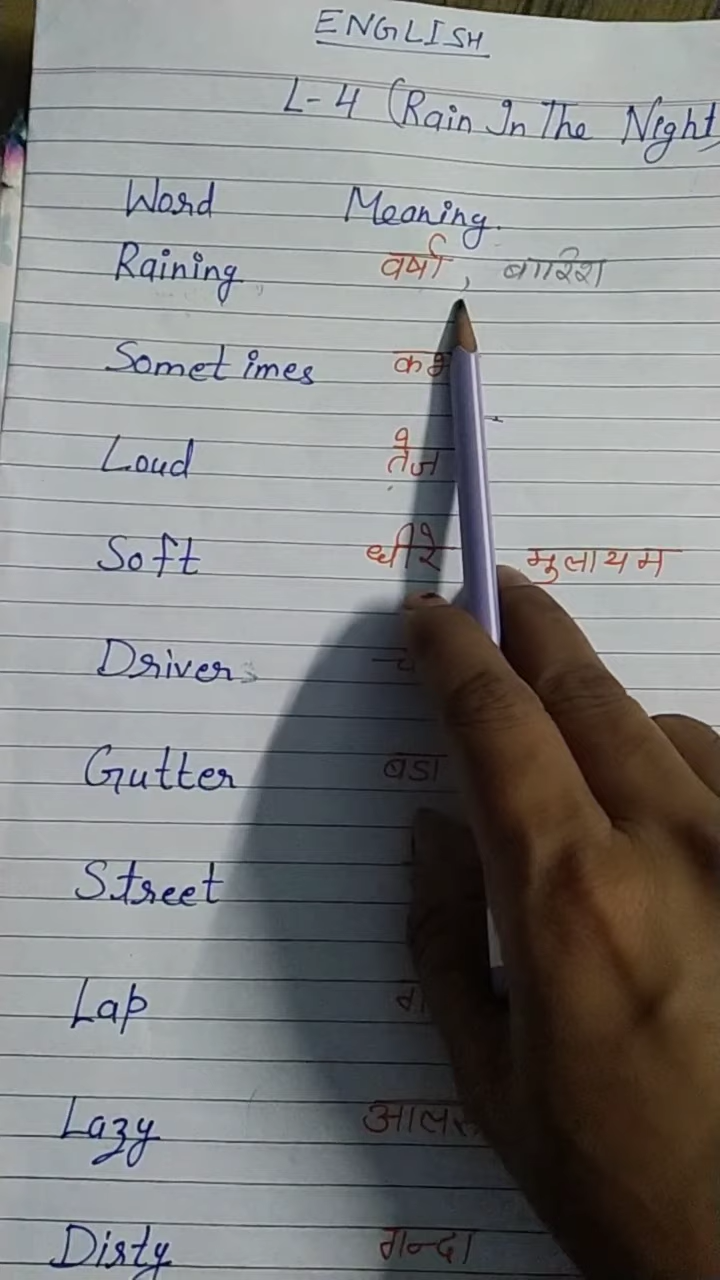 ENGLISH
L-4 (Rain In The Night)
Word Meaning.
Raining वर्षा, बारिश
Sometimes
Loud तेज
Soft धीरे मुलायम
Driver
Gutter
Street
Lap
Lazy
Dirty गन्दा